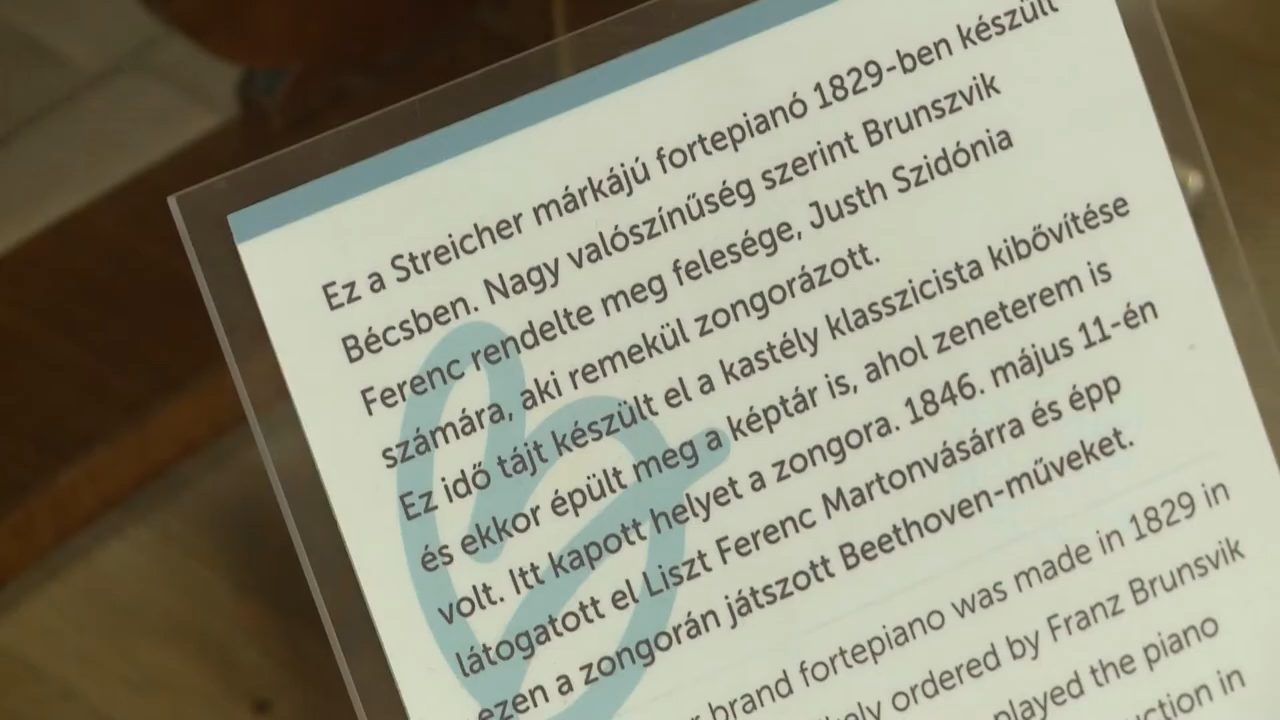 Ez a Streicher márkájú fortepianó 1829-ben készült
Bécsben. Nagy valószínűség szerint Brunszvik
Ferenc rendelte meg felesége, Justh Szidónia
számára, aki remekül zongorázott.
Ez idő tájt készült el a kastély klasszicista kibővítése
és ekkor épült meg a képtár is, ahol zeneterem is
volt. Itt kapott helyet a zongora. 1846. május 11-én
látogatott el Liszt Ferenc Martonvásárra és épp
ezen a zongorán játszott Beethoven-műveket.
brand fortepiano was made in 1829 in
ordered by Franz Brunsvik
played the piano
in